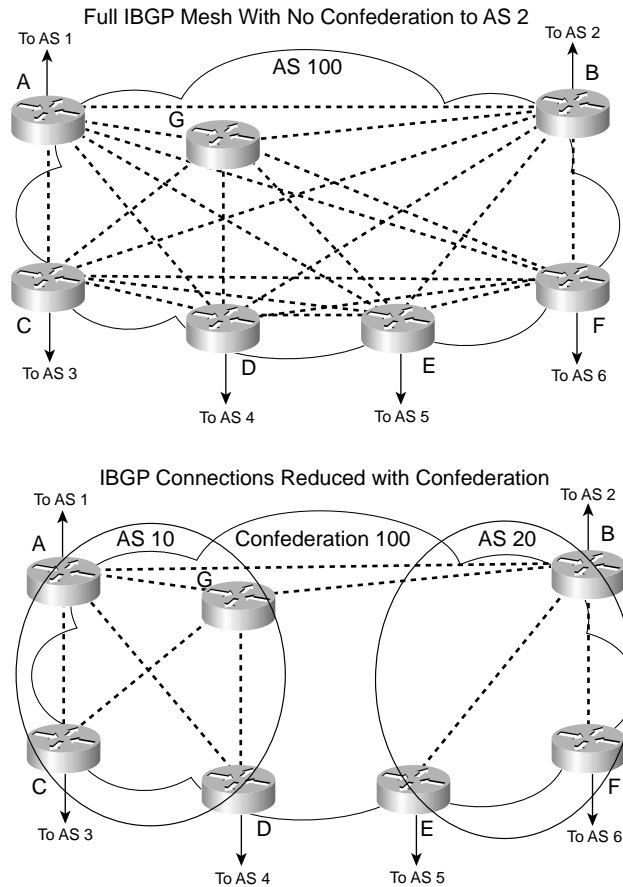 Full IBGP Mesh With No Confederation to AS 2
To AS 1
To AS 2
A
AS 100
B
G
C
D
E
F
To AS 3
To AS 4
To AS 5
To AS 6
IBGP Connections Reduced with Confederation
To AS 1
To AS 2
A
AS 10
Confederation 100
AS 20
B
G
C
D
E
F
To AS 3
To AS 4
To AS 5
To AS 6